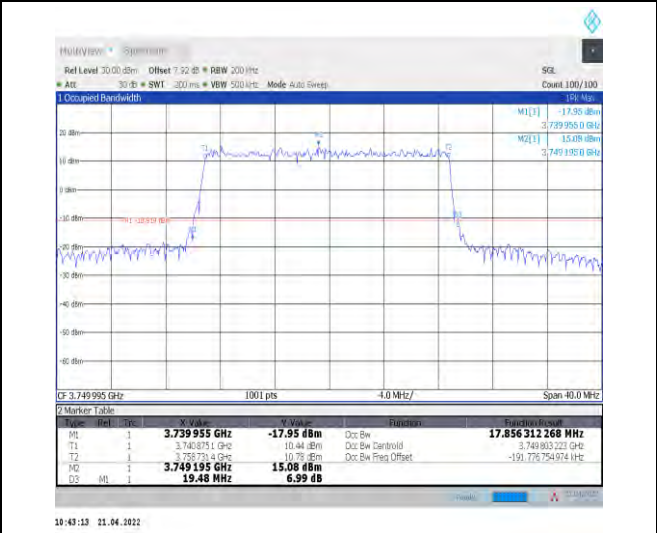 MultiView Spectrum
Ref Level 30.00 dBm Offset 7.92 dB RBW 200 kHz SGL
Att 30 dB SWT 200 ms VBW 500 kHz Mode Auto Sweep Count 100/100
1 Occupied Bandwidth 1Pk Max
M1[1] -17.95 dBm
3.739 955 0 GHz
M2[1] 15.08 dBm
3.749 195 0 GHz
20 dBm
10 dBm
0 dBm
-10 dBm
-20 dBm
-30 dBm
-40 dBm
-50 dBm
-60 dBm
CF 3.749 995 GHz 1001 pts 4.0 MHz/ Span 40.0 MHz
2 Marker Table
Type Ref Trc X-Value Y-Value Function Function Result
M1 1 3.739 955 GHz -17.95 dBm Occ Bw 17.856 312 268 MHz
T1 1 3.740 875 1 GHz 10.44 dBm Occ Bw Centroid 3.749 803 223 GHz
T2 1 3.758 731 4 GHz 10.78 dBm Occ Bw Freq Offset -191.776 754 974 kHz
M2 1 3.749 195 GHz 15.08 dBm
D3 M1 1 19.48 MHz 6.99 dB
10:43:13 21.04.2022